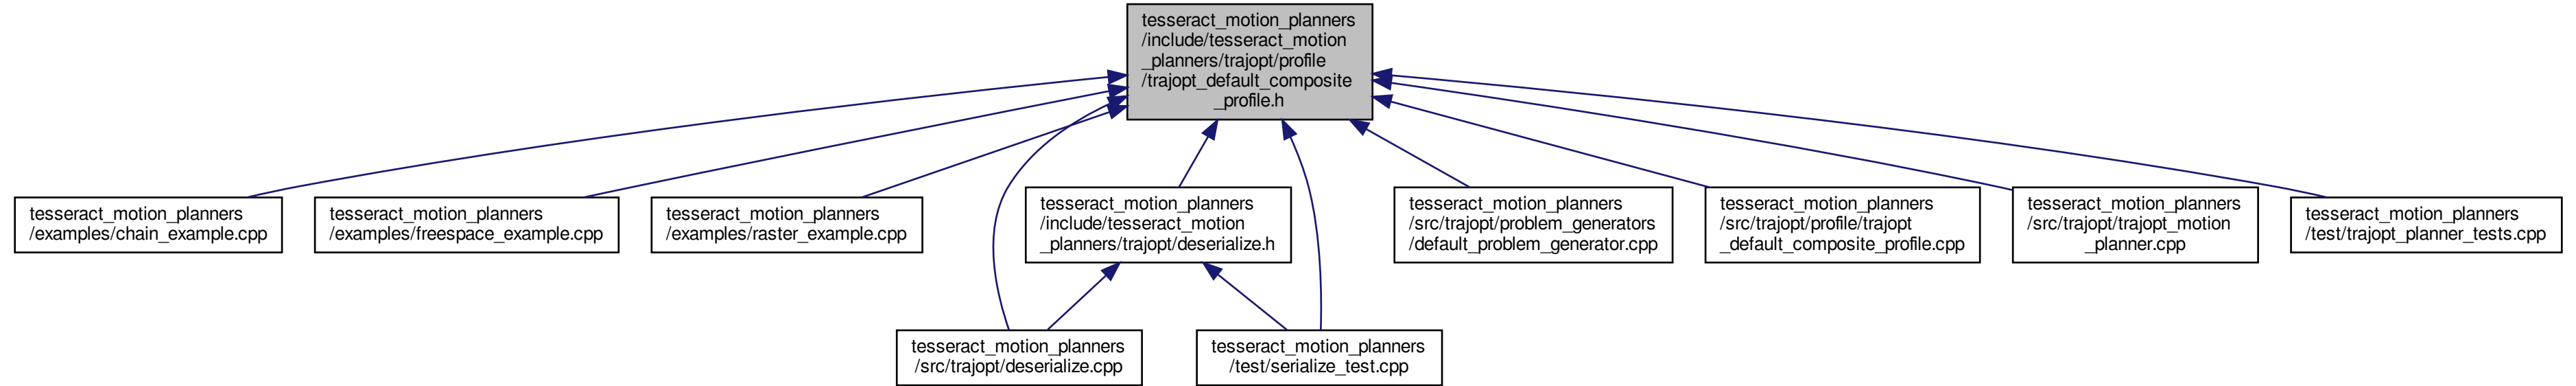 tesseract_motion_planners
/include/tesseract_motion
_planners/trajopt/profile
/trajopt_default_composite
_profile.h
tesseract_motion_planners
/examples/chain_example.cpp
tesseract_motion_planners
/examples/freespace_example.cpp
tesseract_motion_planners
/examples/raster_example.cpp
tesseract_motion_planners
/include/tesseract_motion
_planners/trajopt/deserialize.h
tesseract_motion_planners
/src/trajopt/problem_generators
/default_problem_generator.cpp
tesseract_motion_planners
/src/trajopt/profile/trajopt
_default_composite_profile.cpp
tesseract_motion_planners
/src/trajopt/trajopt_motion
_planner.cpp
tesseract_motion_planners
/test/trajopt_planner_tests.cpp
tesseract_motion_planners
/src/trajopt/deserialize.cpp
tesseract_motion_planners
/test/serialize_test.cpp